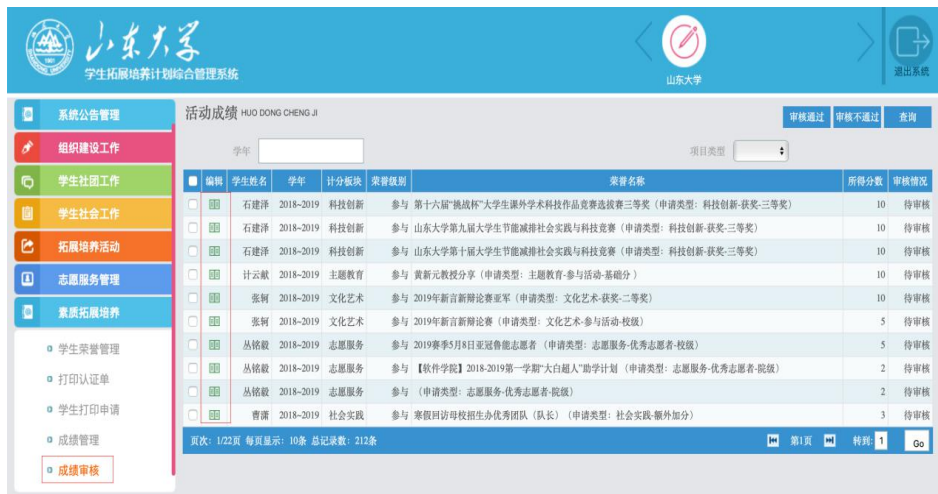 山东大学
学生拓展培养计划综合管理系统
山东大学
退出系统
系统公告管理
组织建设工作
学生社团工作
学生社会工作
拓展培养活动
志愿服务管理
素质拓展培养
学生荣誉管理
打印认证单
学生打印申请
成绩管理
成绩审核
活动成绩 HUO DONG CHENG JI
审核通过 审核不通过 查询
学年 项目类型
编辑 学生姓名 学年 计分板块 荣誉级别 荣誉名称 所得分数 审核情况
石建泽 2018~2019 科技创新 参与 第十六届“挑战杯”大学生课外学术科技作品竞赛选拔赛三等奖（申请类型：科技创新-获奖-三等奖） 10 待审核
石建泽 2018~2019 科技创新 参与 山东大学第九届大学生节能减排社会实践与科技竞赛（申请类型：科技创新-获奖-三等奖） 10 待审核
石建泽 2018~2019 科技创新 参与 山东大学第十届大学生节能减排社会实践与科技竞赛（申请类型：科技创新-获奖-三等奖） 10 待审核
计云献 2018~2019 主题教育 参与 黄新元教授分享（申请类型：主题教育-参与活动-基础分 ） 10 待审核
张轲 2018~2019 文化艺术 参与 2019年新言新辩论赛亚军（申请类型：文化艺术-获奖-二等奖） 10 待审核
张轲 2018~2019 文化艺术 参与 2019年新言新辩论赛（申请类型：文化艺术-参与活动-校级） 5 待审核
丛铭毅 2018~2019 志愿服务 参与 2019赛季5月8日亚冠鲁能志愿者 （申请类型：志愿服务-优秀志愿者-校级） 5 待审核
丛铭毅 2018~2019 志愿服务 参与 【软件学院】2018-2019第一学期“大白超人”助学计划 （申请类型：志愿服务-优秀志愿者-院级） 2 待审核
丛铭毅 2018~2019 志愿服务 参与 （申请类型：志愿服务-优秀志愿者-院级） 2 待审核
曹潇 2018~2019 社会实践 参与 寒假回访母校招生办优秀团队（队长）（申请类型：社会实践-额外加分） 3 待审核
页次：1/22页 每页显示：10条 总记录数：212条 第1页 转到: 1 Go